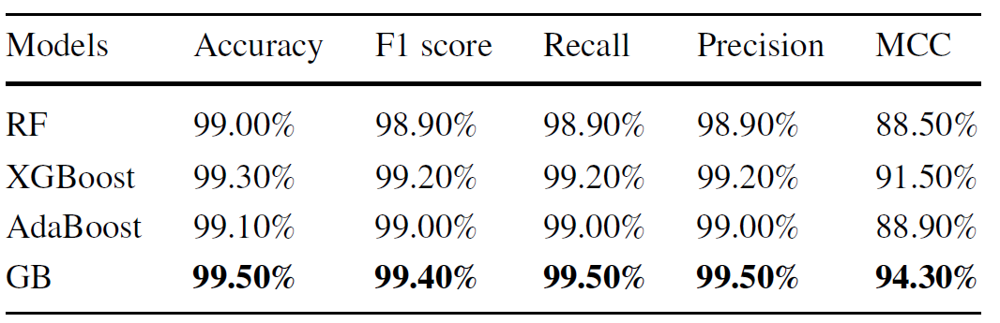 Models Accuracy F1 score Recall Precision MCC
RF 99.00% 98.90% 98.90% 98.90% 88.50%
XGBoost 99.30% 99.20% 99.20% 99.20% 91.50%
AdaBoost 99.10% 99.00% 99.00% 99.00% 88.90%
GB 99.50% 99.40% 99.50% 99.50% 94.30%